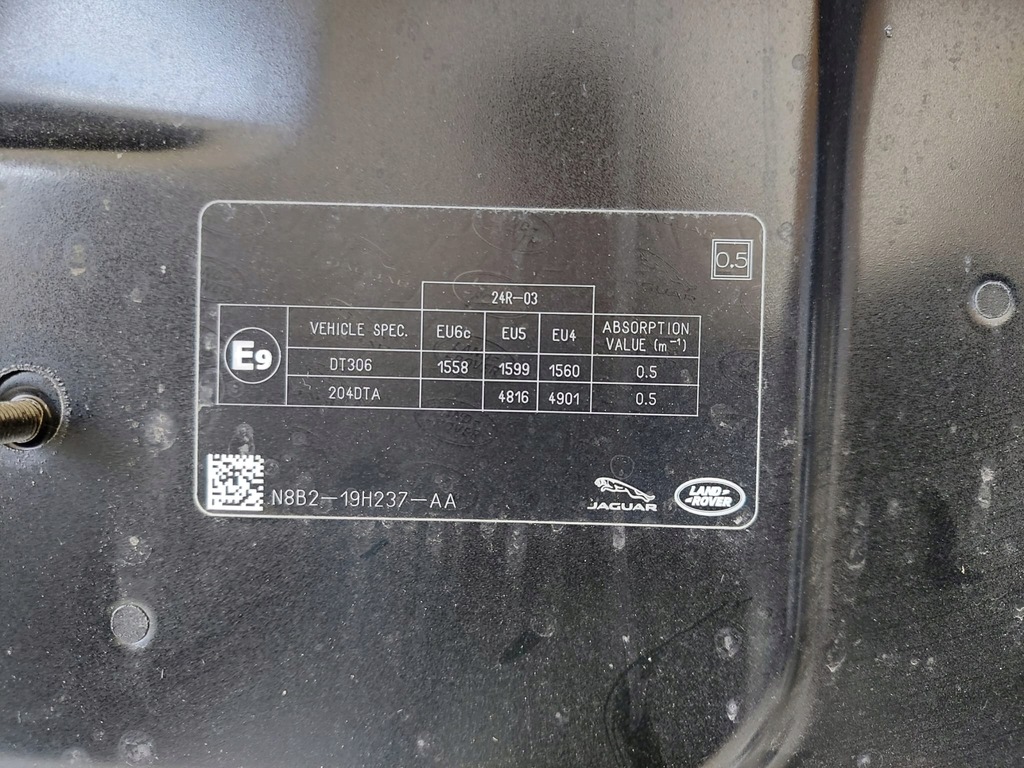 0.5
24R-03
E9 VEHICLE SPEC. EU6c EU5 EU4 ABSORPTION VALUE (m⁻¹)
DT306 1558 1599 1560 0.5
204DTA 4816 4901 0.5
N8B2-19H237-AA
JAGUAR
LAND ROVER